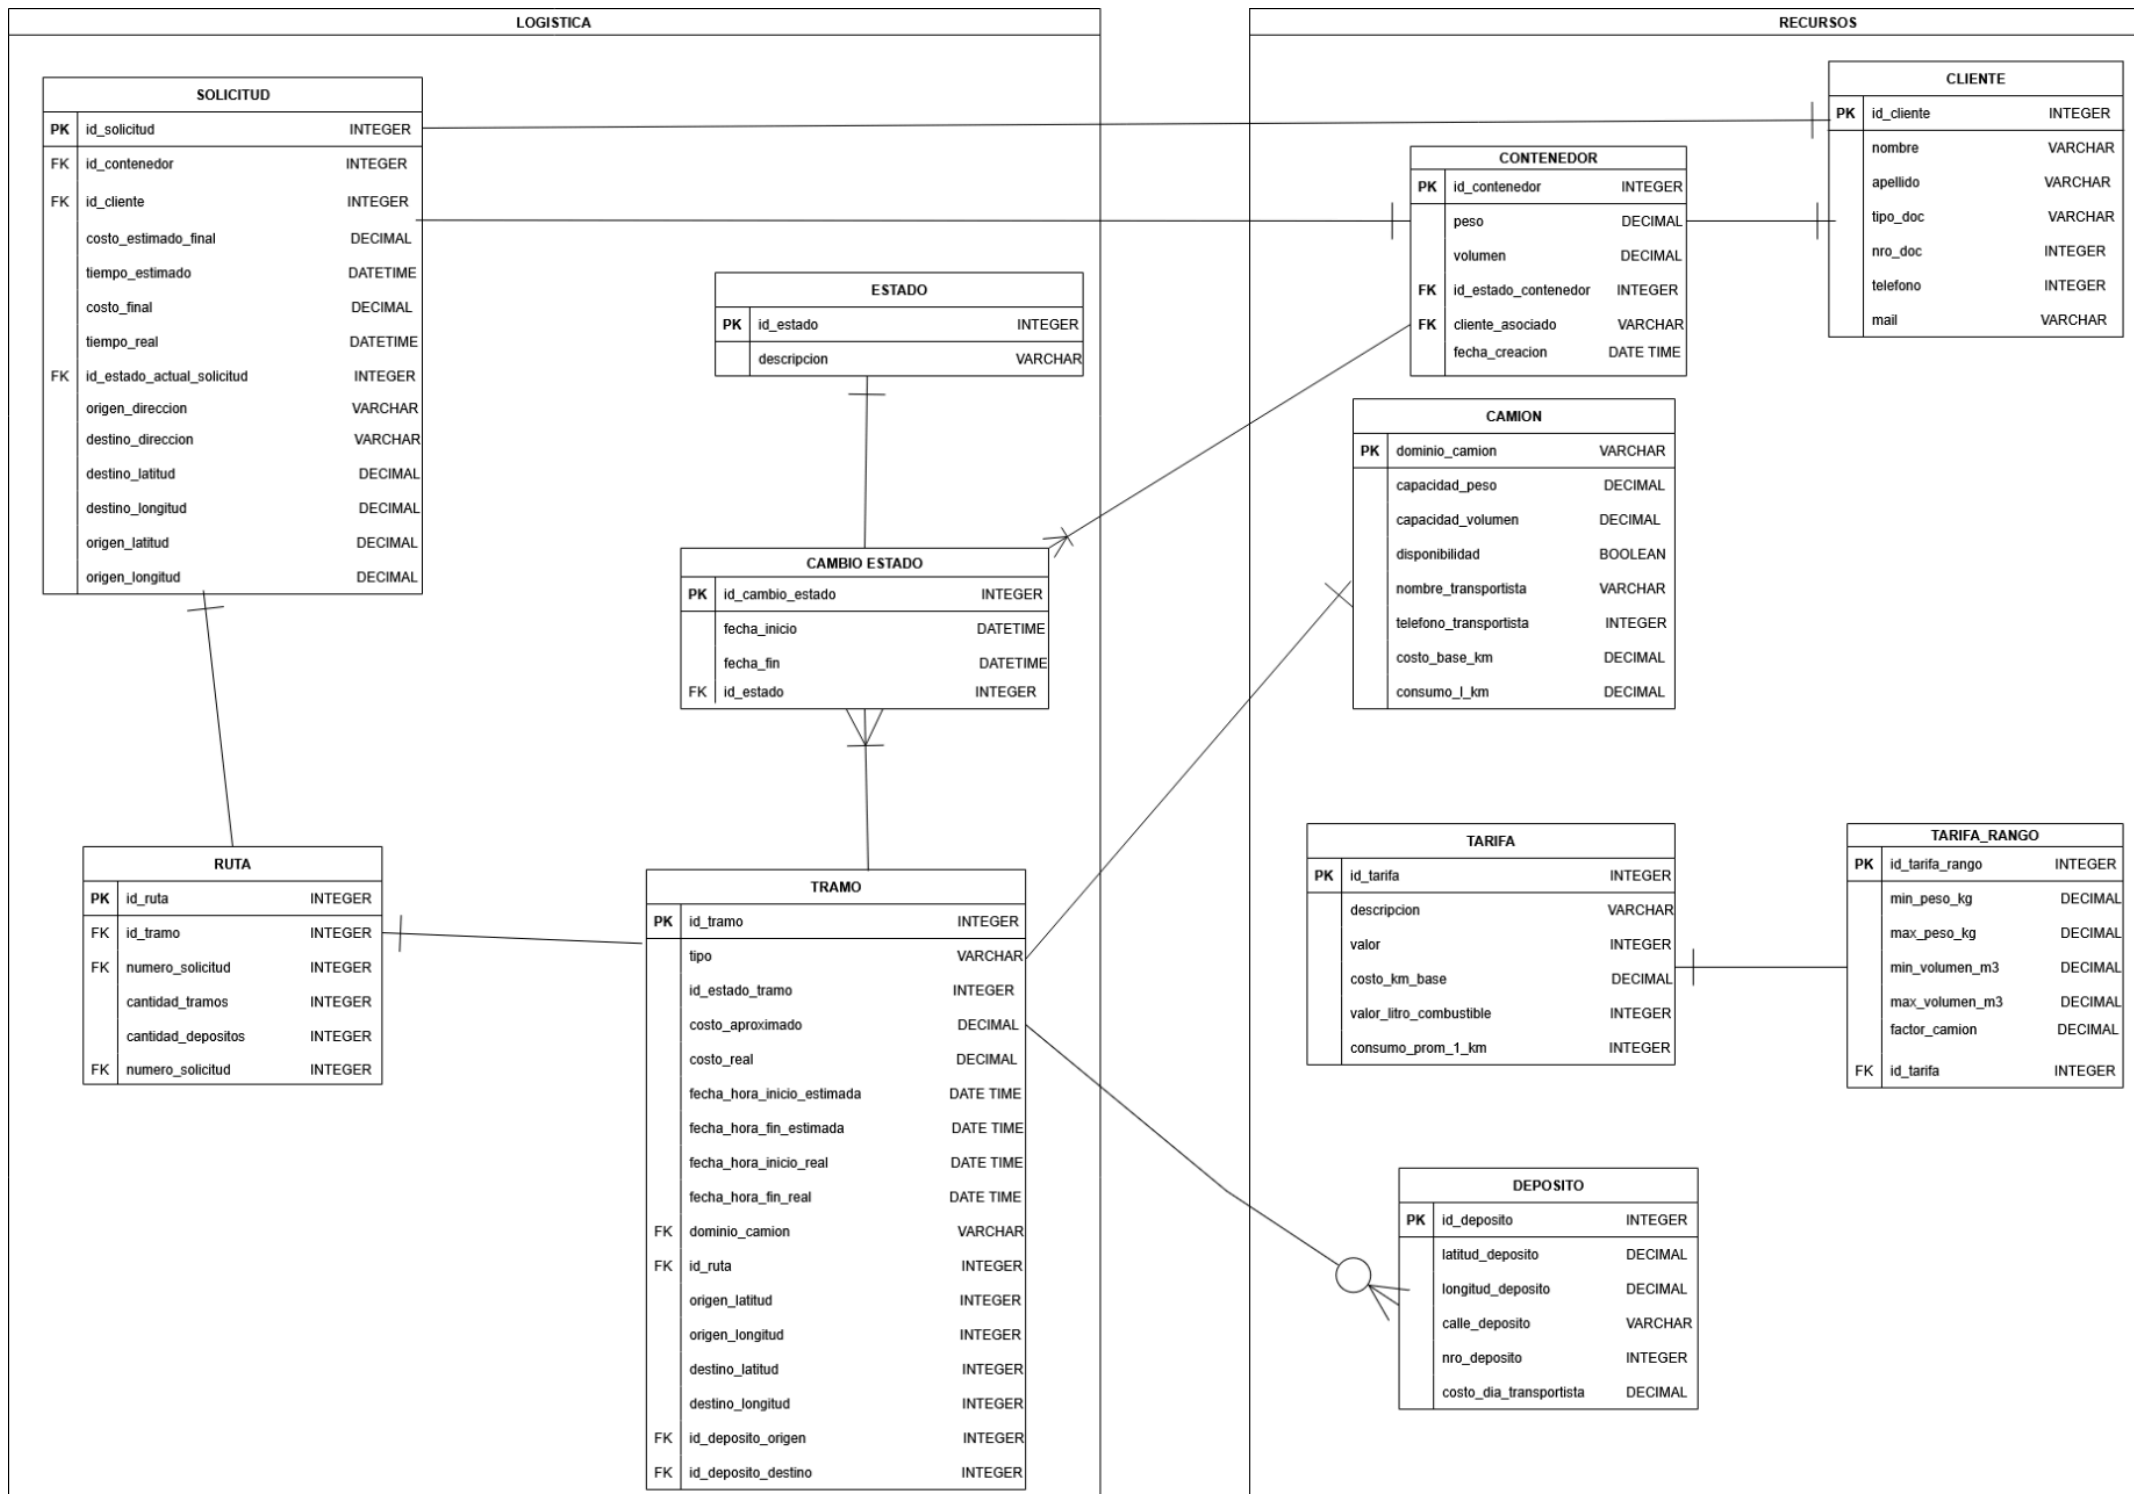 LOGISTICA
SOLICITUD
PK id_solicitud INTEGER
FK id_contenedor INTEGER
FK id_cliente INTEGER
costo_estimado_final DECIMAL
tiempo_estimado DATETIME
costo_final DECIMAL
tiempo_real DATETIME
FK id_estado_actual_solicitud INTEGER
origen_direccion VARCHAR
destino_direccion VARCHAR
destino_latitud DECIMAL
destino_longitud DECIMAL
origen_latitud DECIMAL
origen_longitud DECIMAL
ESTADO
PK id_estado INTEGER
descripcion VARCHAR
CAMBIO ESTADO
PK id_cambio_estado INTEGER
fecha_inicio DATETIME
fecha_fin DATETIME
FK id_estado INTEGER
RUTA
PK id_ruta INTEGER
FK id_tramo INTEGER
FK numero_solicitud INTEGER
cantidad_tramos INTEGER
cantidad_depositos INTEGER
FK numero_solicitud INTEGER
TRAMO
PK id_tramo INTEGER
tipo VARCHAR
id_estado_tramo INTEGER
costo_aproximado DECIMAL
costo_real DECIMAL
fecha_hora_inicio_estimada DATE TIME
fecha_hora_fin_estimada DATE TIME
fecha_hora_inicio_real DATE TIME
fecha_hora_fin_real DATE TIME
FK dominio_camion VARCHAR
FK id_ruta INTEGER
origen_latitud INTEGER
origen_longitud INTEGER
destino_latitud INTEGER
destino_longitud INTEGER
FK id_deposito_origen INTEGER
FK id_deposito_destino INTEGER
RECURSOS
CLIENTE
PK id_cliente INTEGER
nombre VARCHAR
apellido VARCHAR
tipo_doc VARCHAR
nro_doc INTEGER
telefono INTEGER
mail VARCHAR
CONTENEDOR
PK id_contenedor INTEGER
peso DECIMAL
volumen DECIMAL
FK id_estado_contenedor INTEGER
FK cliente_asociado VARCHAR
fecha_creacion DATE TIME
CAMION
PK dominio_camion VARCHAR
capacidad_peso DECIMAL
capacidad_volumen DECIMAL
disponibilidad BOOLEAN
nombre_transportista VARCHAR
telefono_transportista INTEGER
costo_base_km DECIMAL
consumo_l_km DECIMAL
TARIFA
PK id_tarifa INTEGER
descripcion VARCHAR
valor INTEGER
costo_km_base DECIMAL
valor_litro_combustible INTEGER
consumo_prom_1_km INTEGER
TARIFA_RANGO
PK id_tarifa_rango INTEGER
min_peso_kg DECIMAL
max_peso_kg DECIMAL
min_volumen_m3 DECIMAL
max_volumen_m3 DECIMAL
factor_camion DECIMAL
FK id_tarifa INTEGER
DEPOSITO
PK id_deposito INTEGER
latitud_deposito DECIMAL
longitud_deposito DECIMAL
calle_deposito VARCHAR
nro_deposito INTEGER
costo_dia_transportista DECIMAL